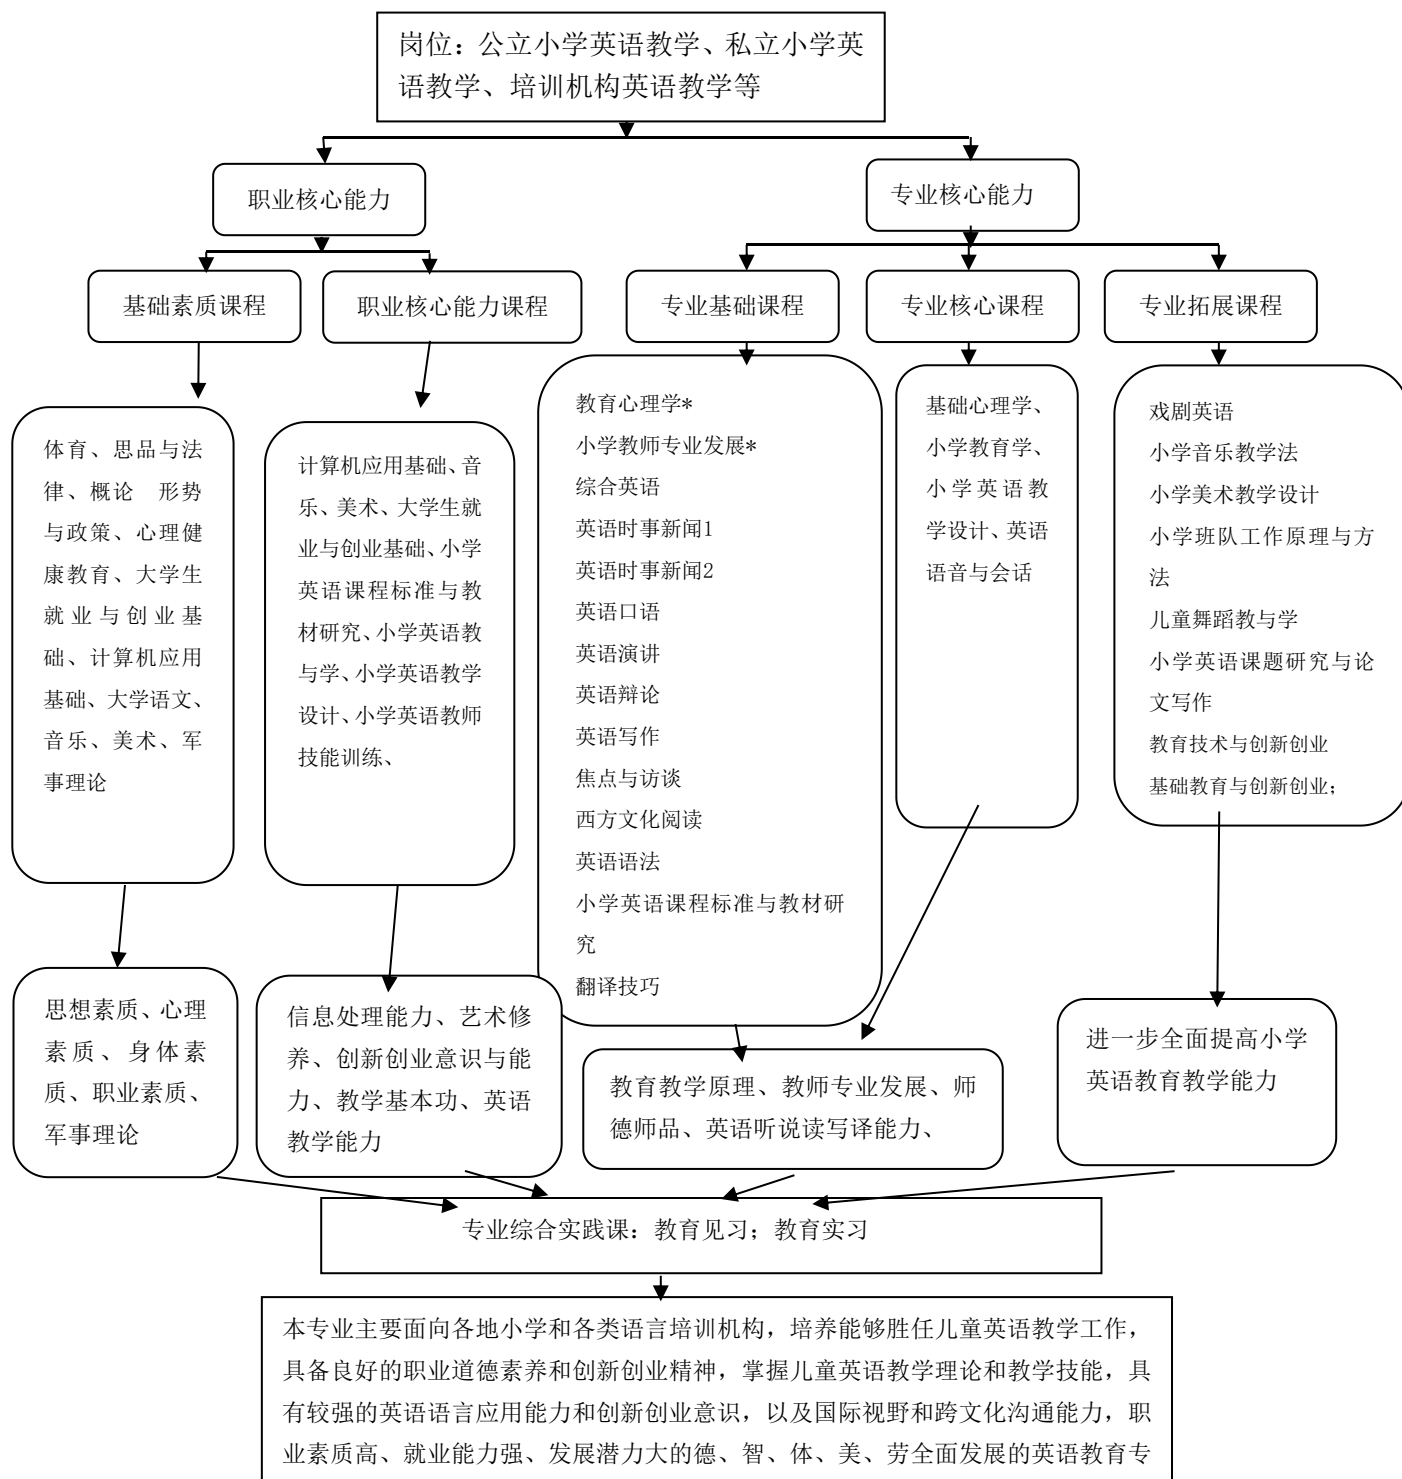 岗位：公立小学英语教学、私立小学英
语教学、培训机构英语教学等
职业核心能力
专业核心能力
基础素质课程
职业核心能力课程
专业基础课程
专业核心课程
专业拓展课程
体育、思品与法
律、概论　形势
与政策、心理健
康教育、大学生
就业与创业基
础、计算机应用
基础、大学语文、
音乐、美术、军
事理论
计算机应用基础、音
乐、美术、大学生就
业与创业基础、小学
英语课程标准与教
材研究、小学英语教
与学、小学英语教学
设计、小学英语教师
技能训练、
教育心理学*
小学教师专业发展*
综合英语
英语时事新闻1
英语时事新闻2
英语口语
英语演讲
英语辩论
英语写作
焦点与访谈
西方文化阅读
英语语法
小学英语课程标准与教材研
究
翻译技巧
基础心理学、
小学教育学、
小学英语教
学设计、英语
语音与会话
戏剧英语
小学音乐教学法
小学美术教学设计
小学班队工作原理与方
法
儿童舞蹈教与学
小学英语课题研究与论
文写作
教育技术与创新创业
基础教育与创新创业；
思想素质、心理
素质、身体素
质、职业素质、
军事理论
信息处理能力、艺术修
养、创新创业意识与能
力、教学基本功、英语
教学能力
教育教学原理、教师专业发展、师
德师品、英语听说读写译能力、
进一步全面提高小学
英语教育教学能力
专业综合实践课：教育见习；教育实习
本专业主要面向各地小学和各类语言培训机构，培养能够胜任儿童英语教学工作，
具备良好的职业道德素养和创新创业精神，掌握儿童英语教学理论和教学技能，具
有较强的英语语言应用能力和创新创业意识，以及国际视野和跨文化沟通能力，职
业素质高、就业能力强、发展潜力大的德、智、体、美、劳全面发展的英语教育专